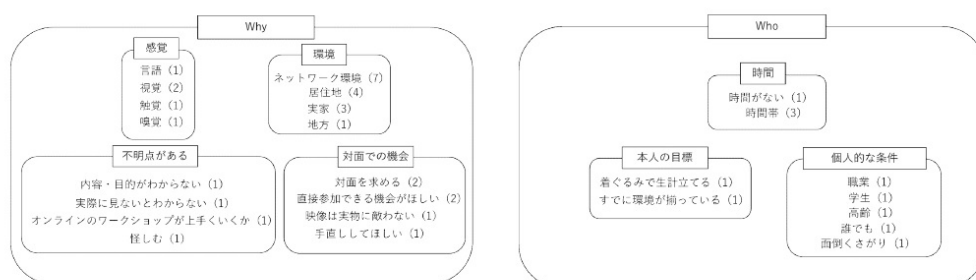 Why
感覚
言語（1）
視覚（2）
触覚（1）
嗅覚（1）
環境
ネットワーク環境（7）
居住地（4）
実家（3）
地方（1）
不明点がある
内容・目的がわからない（1）
実際に見ないとわからない（1）
オンラインのワークショップが上手くいくか（1）
怪しむ（1）
対面での機会
対面を求める（2）
直接参加できる機会がほしい（2）
映像は実物に敵わない（1）
手直ししてほしい（1）
Who
時間
時間がない（1）
時間帯（3）
本人の目標
着ぐるみで生計立てる（1）
すでに環境が揃っている（1）
個人的な条件
職業（1）
学生（1）
高齢（1）
誰でも（1）
面倒くさがり（1）